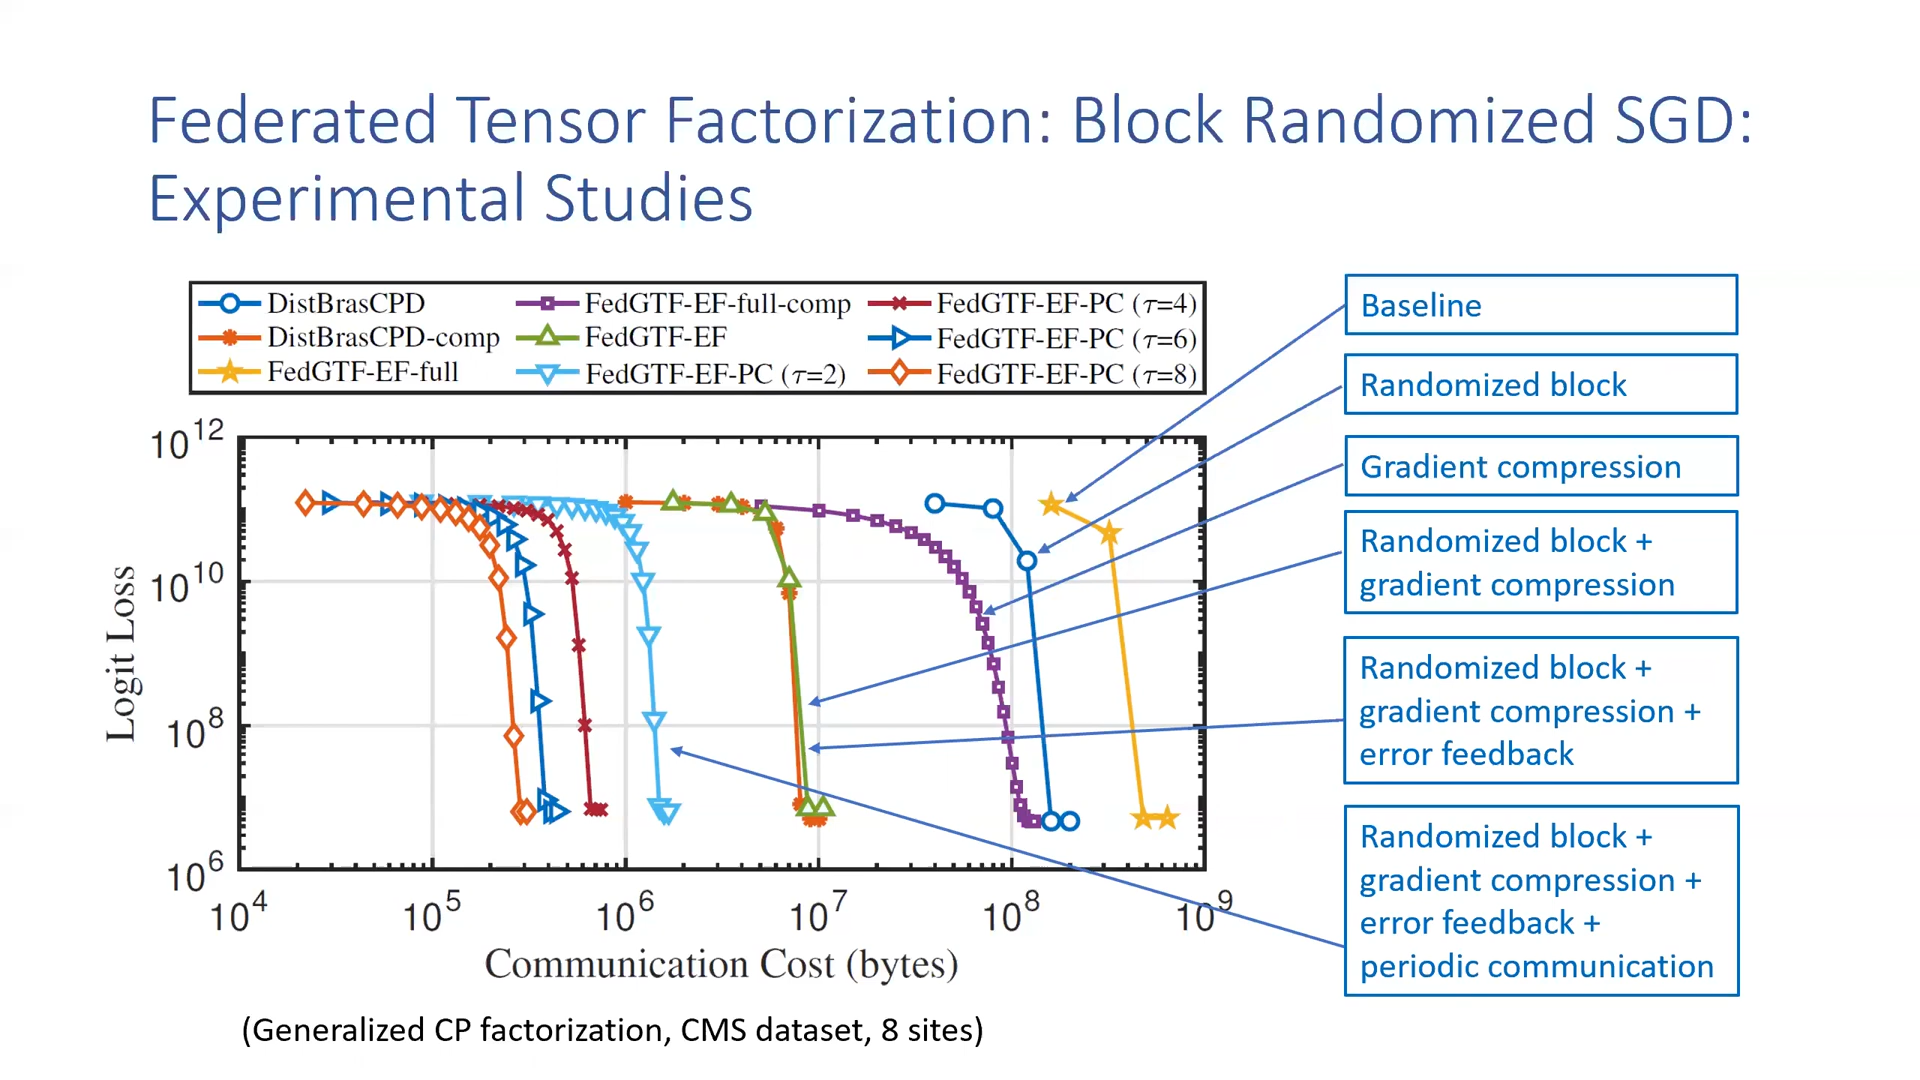 Federated Tensor Factorization: Block Randomized SGD:
Experimental Studies
DistBrasCPD
FedGTF-EF-full-comp
FedGTF-EF-PC (τ=4)
DistBrasCPD-comp
FedGTF-EF
FedGTF-EF-PC (τ=6)
FedGTF-EF-full
FedGTF-EF-PC (τ=2)
FedGTF-EF-PC (τ=8)
Baseline
Randomized block
Gradient compression
Randomized block +
gradient compression
Randomized block +
gradient compression +
error feedback
Randomized block +
gradient compression +
error feedback +
periodic communication
Logit Loss
10^12
10^10
10^8
10^6
10^4 10^5 10^6 10^7 10^8 10^9
Communication Cost (bytes)
(Generalized CP factorization, CMS dataset, 8 sites)